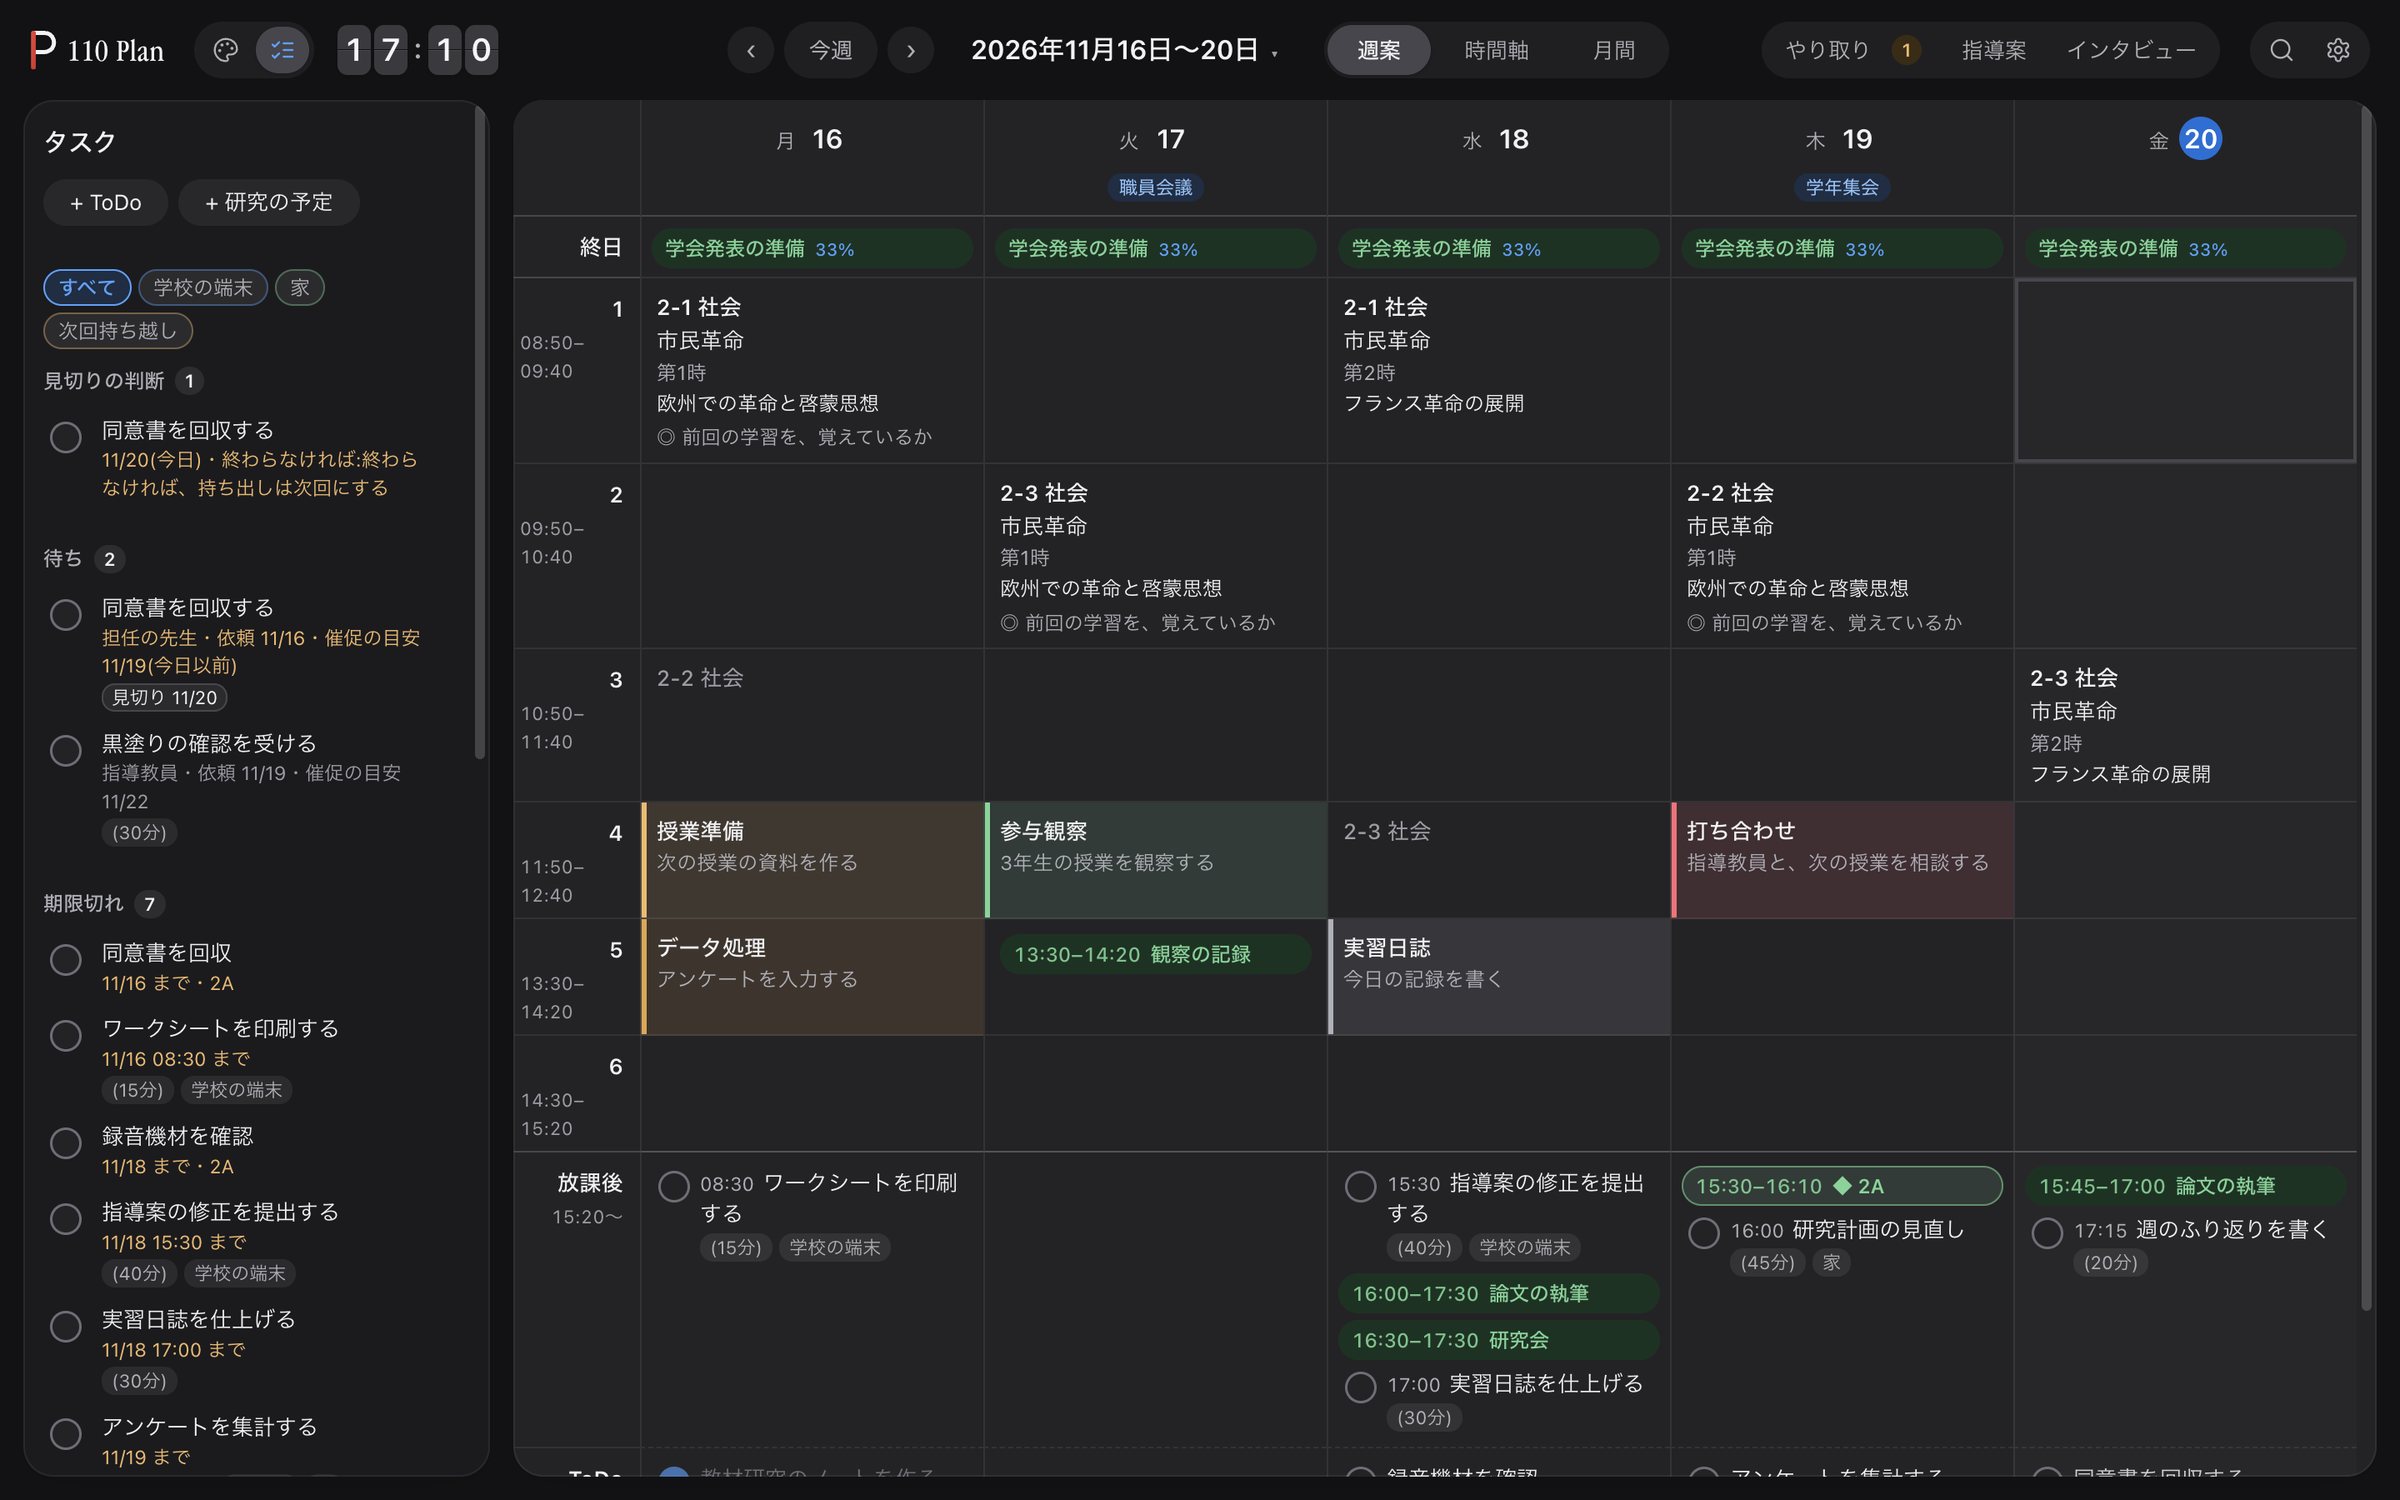 110 Plan
17:10
‹ 今週 › 2026年11月16日〜20日
週案 時間軸 月間
やり取り 1 指導案 インタビュー
タスク
+ ToDo + 研究の予定
すべて 学校の端末 家
次回持ち越し
見切りの判断 1
同意書を回収する
11/20(今日)・終わらなければ:終わら
なければ、持ち出しは次回にする
待ち 2
同意書を回収する
担任の先生・依頼 11/16・催促の目安
11/19(今日以前)
見切り 11/20
黒塗りの確認を受ける
指導教員・依頼 11/19・催促の目安
11/22
(30分)
期限切れ 7
同意書を回収
11/16 まで・2A
ワークシートを印刷する
11/16 08:30 まで
(15分) 学校の端末
録音機材を確認
11/18 まで・2A
指導案の修正を提出する
11/18 15:30 まで
(40分) 学校の端末
実習日誌を仕上げる
11/18 17:00 まで
(30分)
アンケートを集計する
11/19 まで
月 16 火 17 水 18 木 19 金 20
職員会議 学年集会
終日 学会発表の準備 33% 学会発表の準備 33% 学会発表の準備 33% 学会発表の準備 33% 学会発表の準備 33%
1
08:50–
09:40
2-1 社会
市民革命
第1時
欧州での革命と啓蒙思想
◎ 前回の学習を、覚えているか
2-1 社会
市民革命
第2時
フランス革命の展開
2
09:50–
10:40
2-3 社会
市民革命
第1時
欧州での革命と啓蒙思想
◎ 前回の学習を、覚えているか
2-2 社会
市民革命
第1時
欧州での革命と啓蒙思想
◎ 前回の学習を、覚えているか
3
10:50–
11:40
2-2 社会
2-3 社会
市民革命
第2時
フランス革命の展開
4
11:50–
12:40
授業準備
次の授業の資料を作る
参与観察
3年生の授業を観察する
2-3 社会
打ち合わせ
指導教員と、次の授業を相談する
5
13:30–
14:20
データ処理
アンケートを入力する
13:30–14:20 観察の記録
実習日誌
今日の記録を書く
6
14:30–
15:20
放課後
15:20〜
08:30 ワークシートを印刷
する
(15分) 学校の端末
15:30 指導案の修正を提出
する
(40分) 学校の端末
16:00–17:30 論文の執筆
16:30–17:30 研究会
17:00 実習日誌を仕上げる
(30分)
15:30–16:10 ◆ 2A
16:00 研究計画の見直し
(45分) 家
15:45–17:00 論文の執筆
17:15 週のふり返りを書く
(20分)
ToDo 教材研究のノートを作る 録音機材を確認 アンケートを集計する 同意書を回収する